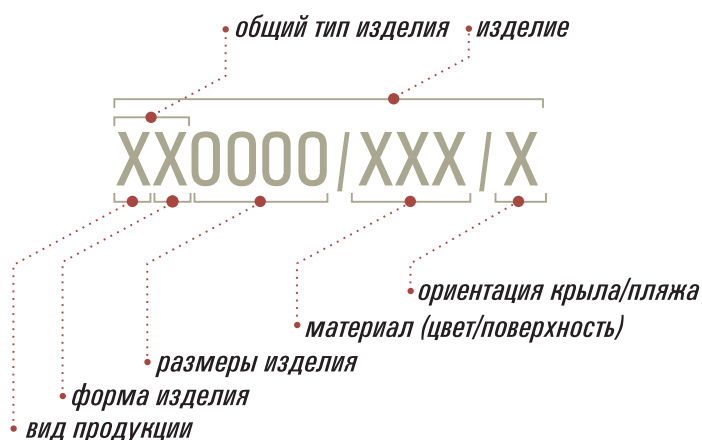 общий тип изделия изделие
XX0000/XXX/X
ориентация крыла/пляжа
материал (цвет/поверхность)
размеры изделия
форма изделия
вид продукции